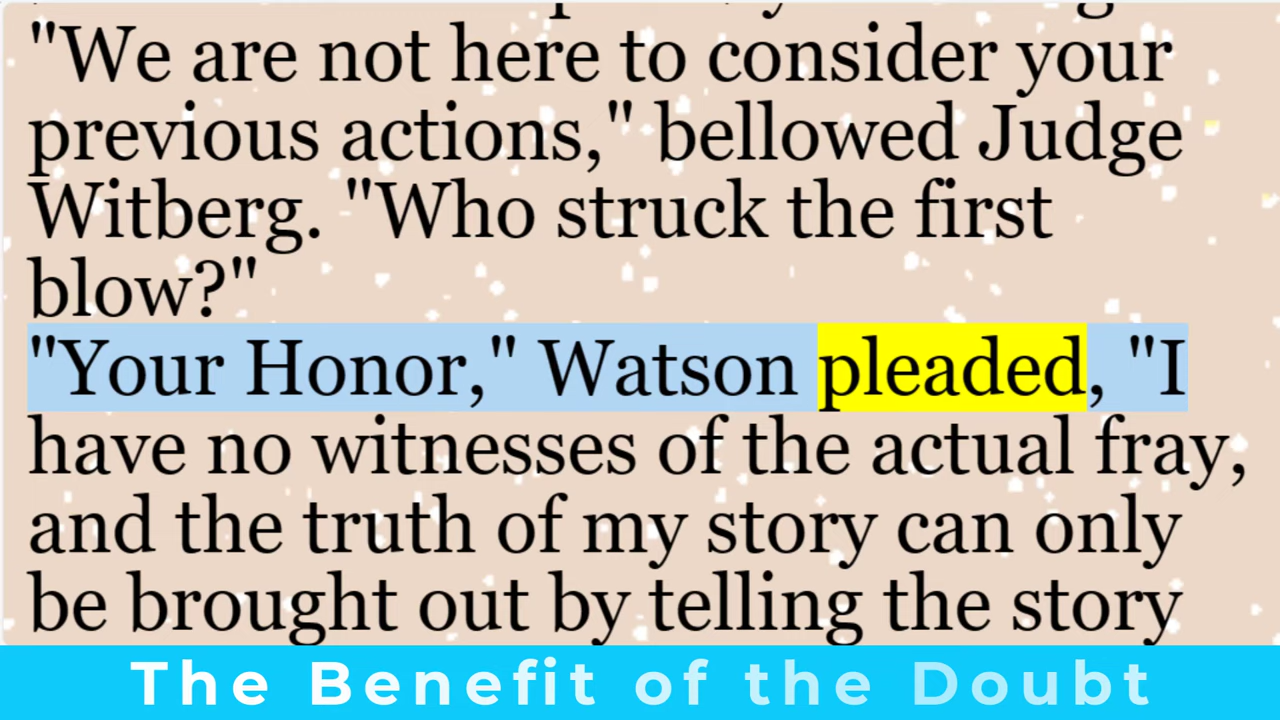 "We are not here to consider your
previous actions," bellowed Judge
Witberg. "Who struck the first
blow?"
"Your Honor," Watson pleaded, "I
have no witnesses of the actual fray,
and the truth of my story can only
be brought out by telling the story
The Benefit of the Doubt